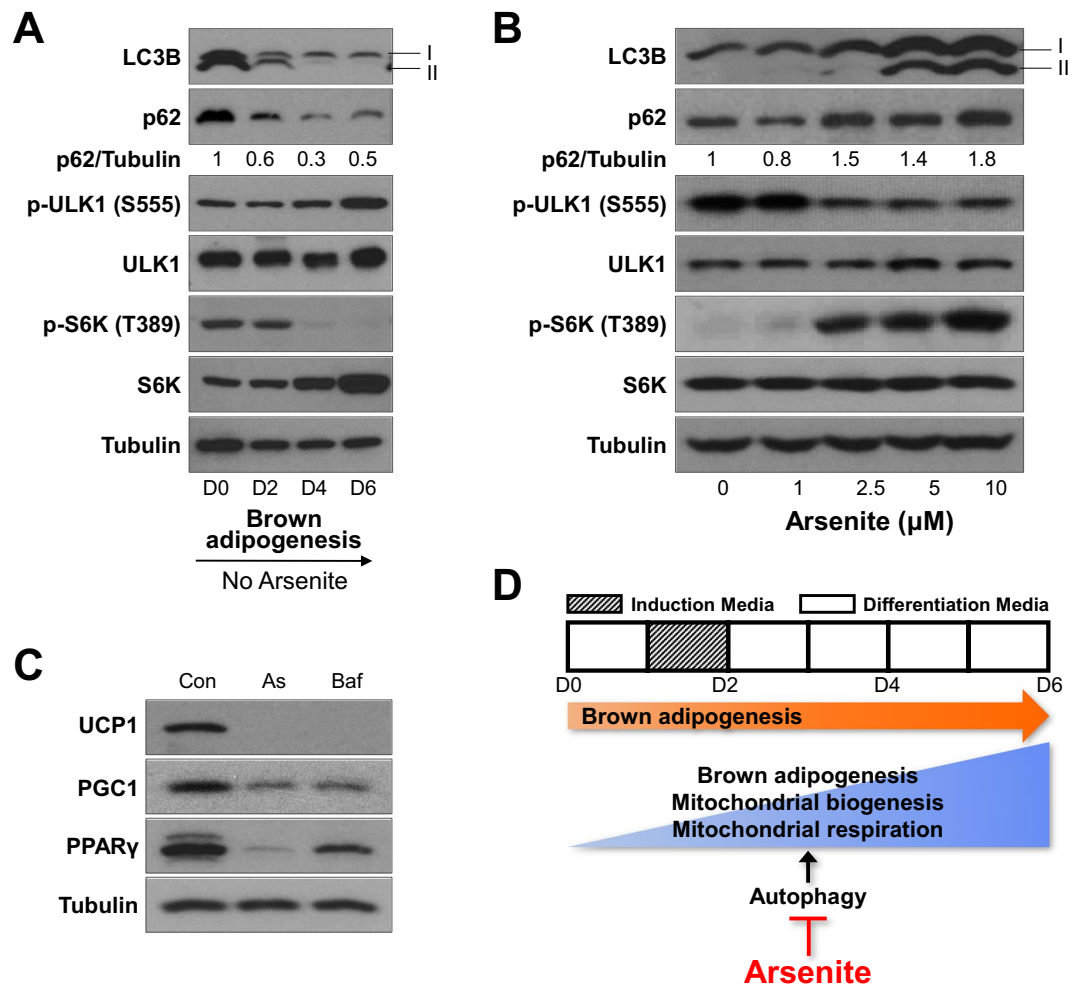 A
LC3B
I
II
p62
p62/Tubulin 1 0.6 0.3 0.5
p-ULK1 (S555)
ULK1
p-S6K (T389)
S6K
Tubulin
D0 D2 D4 D6
Brown
adipogenesis
No Arsenite
B
LC3B
I
II
p62
p62/Tubulin 1 0.8 1.5 1.4 1.8
p-ULK1 (S555)
ULK1
p-S6K (T389)
S6K
Tubulin
0 1 2.5 5 10
Arsenite (µM)
C
Con As Baf
UCP1
PGC1
PPARγ
Tubulin
D
Induction Media Differentiation Media
D0 D2 D4 D6
Brown adipogenesis
Brown adipogenesis
Mitochondrial biogenesis
Mitochondrial respiration
Autophagy
Arsenite